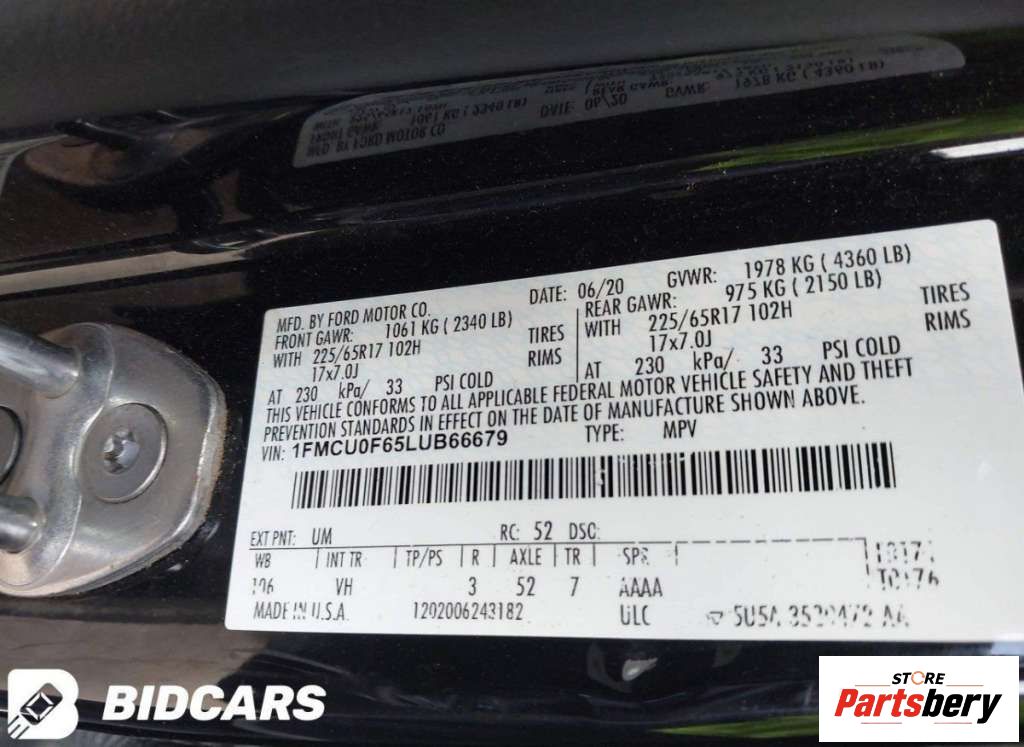 MFD. BY FORD MOTOR CO.
DATE: 06/20 GVWR: 1978 KG ( 4360 LB)
FRONT GAWR: 1061 KG ( 2340 LB)
REAR GAWR: 975 KG ( 2150 LB)
WITH 225/65R17 102H TIRES
WITH 225/65R17 102H TIRES
17x7.0J RIMS
17x7.0J RIMS
AT 230 kPa/ 33 PSI COLD
AT 230 kPa/ 33 PSI COLD
THIS VEHICLE CONFORMS TO ALL APPLICABLE FEDERAL MOTOR VEHICLE SAFETY AND THEFT
PREVENTION STANDARDS IN EFFECT ON THE DATE OF MANUFACTURE SHOWN ABOVE.
VIN: 1FMCU0F65LUB66679 TYPE: MPV
EXT PNT: UM RC: 52 DSO:
WB INT TR TP/PS R AXLE TR SPR
106 VH 3 52 7 AAAA
MADE IN U.S.A. 1202006243182 ULC
BIDCARS
STORE
Partsbery